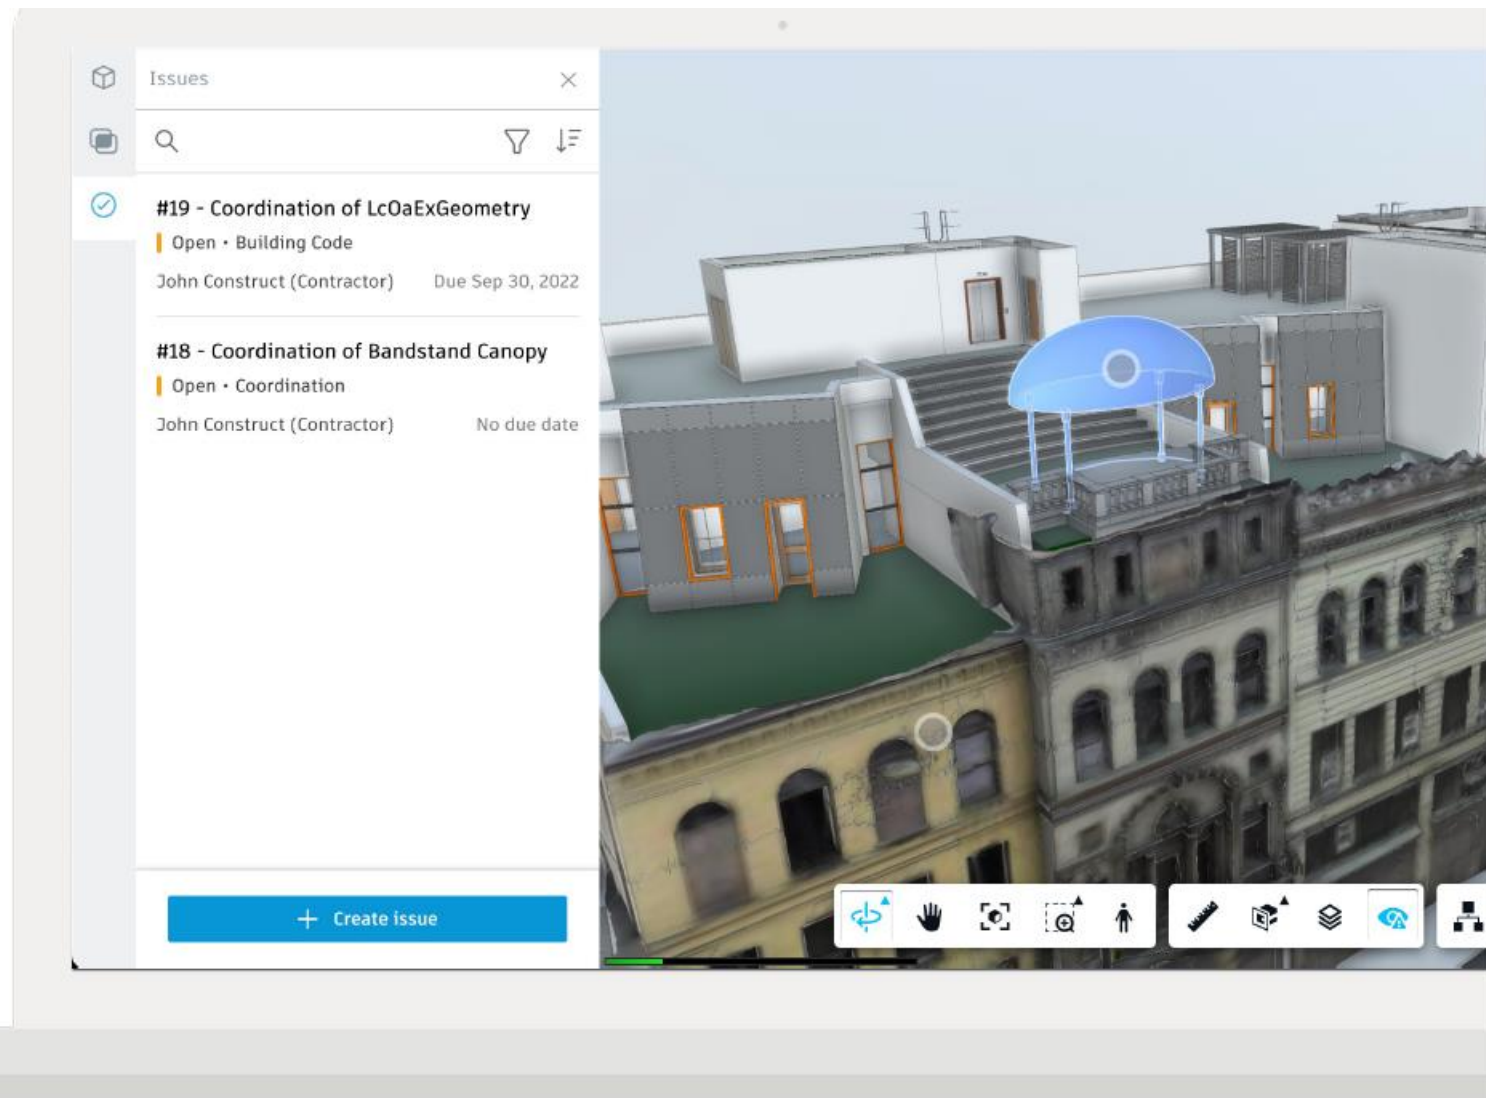 Issues
#19 - Coordination of LcOaExGeometry
Open • Building Code
John Construct (Contractor) Due Sep 30, 2022
#18 - Coordination of Bandstand Canopy
Open • Coordination
John Construct (Contractor) No due date
+ Create issue